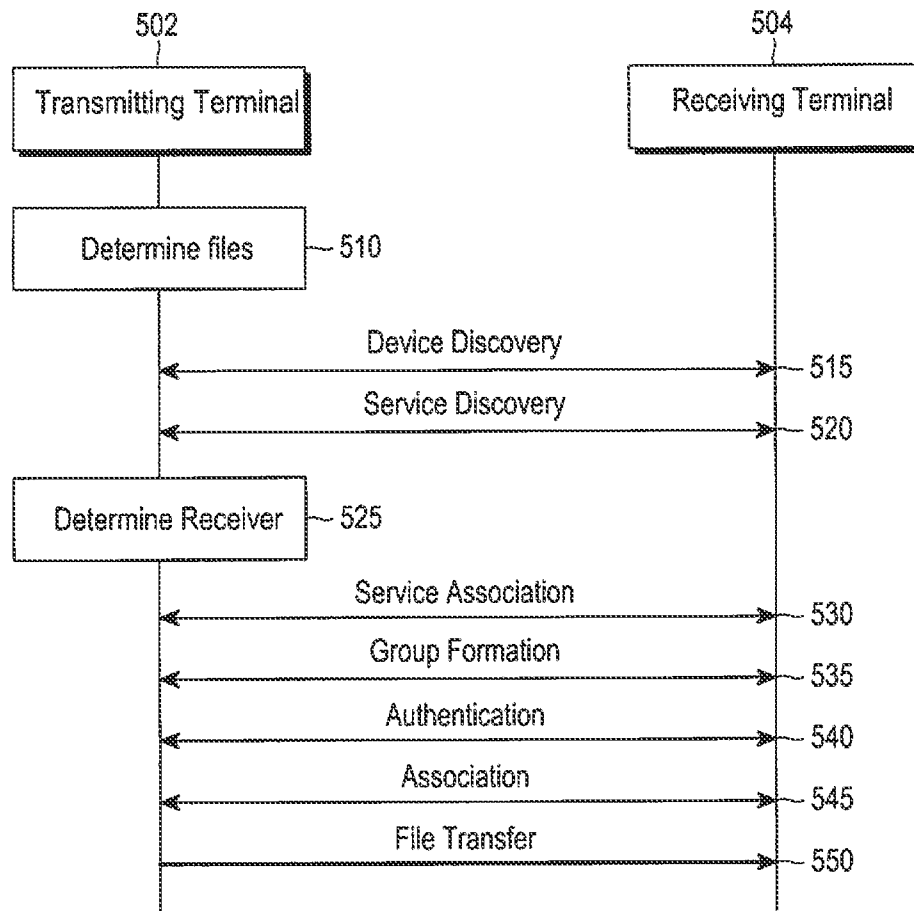 502
504
Transmitting Terminal
Receiving Terminal
Determine files
510
Device Discovery
515
Service Discovery
520
Determine Receiver
525
Service Association
530
Group Formation
535
Authentication
540
Association
545
File Transfer
550